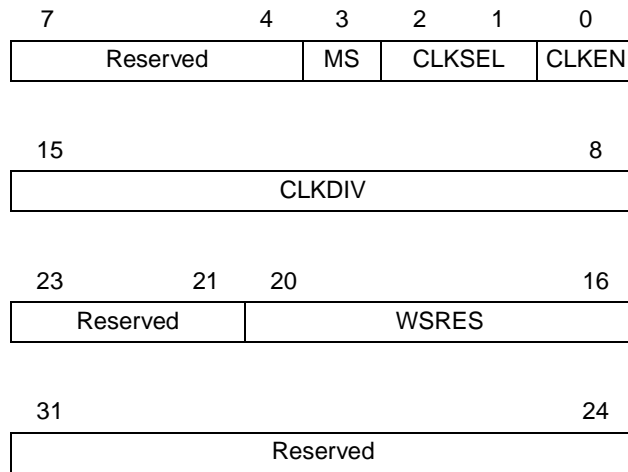 7 4 3 2 1 0
Reserved MS CLKSEL CLKEN
15 8
CLKDIV
23 21 20 16
Reserved WSRES
31 24
Reserved